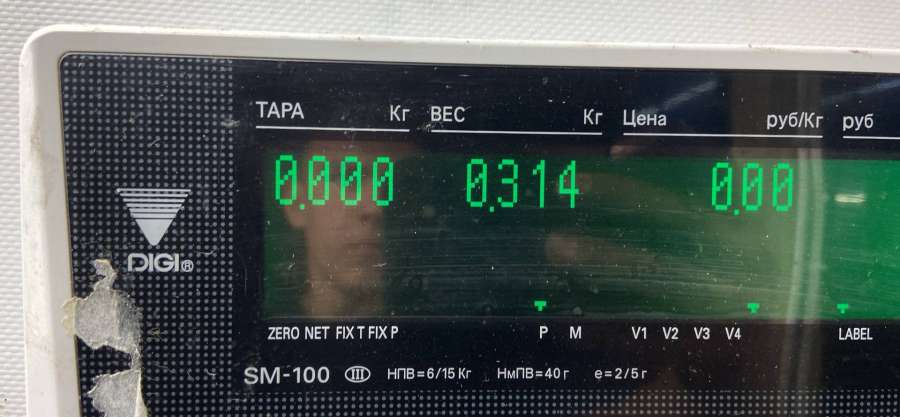 ТАРА Кг ВЕС Кг Цена руб/Кг руб
0.000 0.314 0.00
DIGI®
ZERO NET FIX T FIX P P M V1 V2 V3 V4 LABEL
SM-100 III НПВ=6/15 Кг НмПВ=40 г е=2/5 г